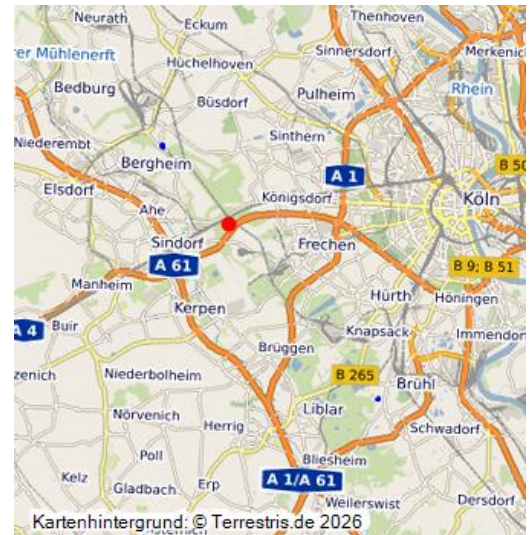 Neurath
Eckum
Thenhoven
Sinnersdorf
Merkenich
er Mühlenerft
Hüchelhoven
Rhein
Bedburg
Büsdorf
Pulheim
Sinthern
Niederembt
Bergheim
A 1
B 50
Elsdorf
Ahe
Königsdorf
Köln
Sindorf
Frechen
A 61
B 9; B 51
Manheim
Kerpen
Hürth
Höningen
A 4
Buir
Knapsack
Immendor
Brüggen
zenich
Niederbolheim
B 265
Brühl
Nörvenich
Herrig
Liblar
Schwadorf
Poll
Bliesheim
Kelz
Erp
A 1/A 61
Gladbach
Weilerswist
Dersdorf
Kartenhintergrund: © Terrestris.de 2026